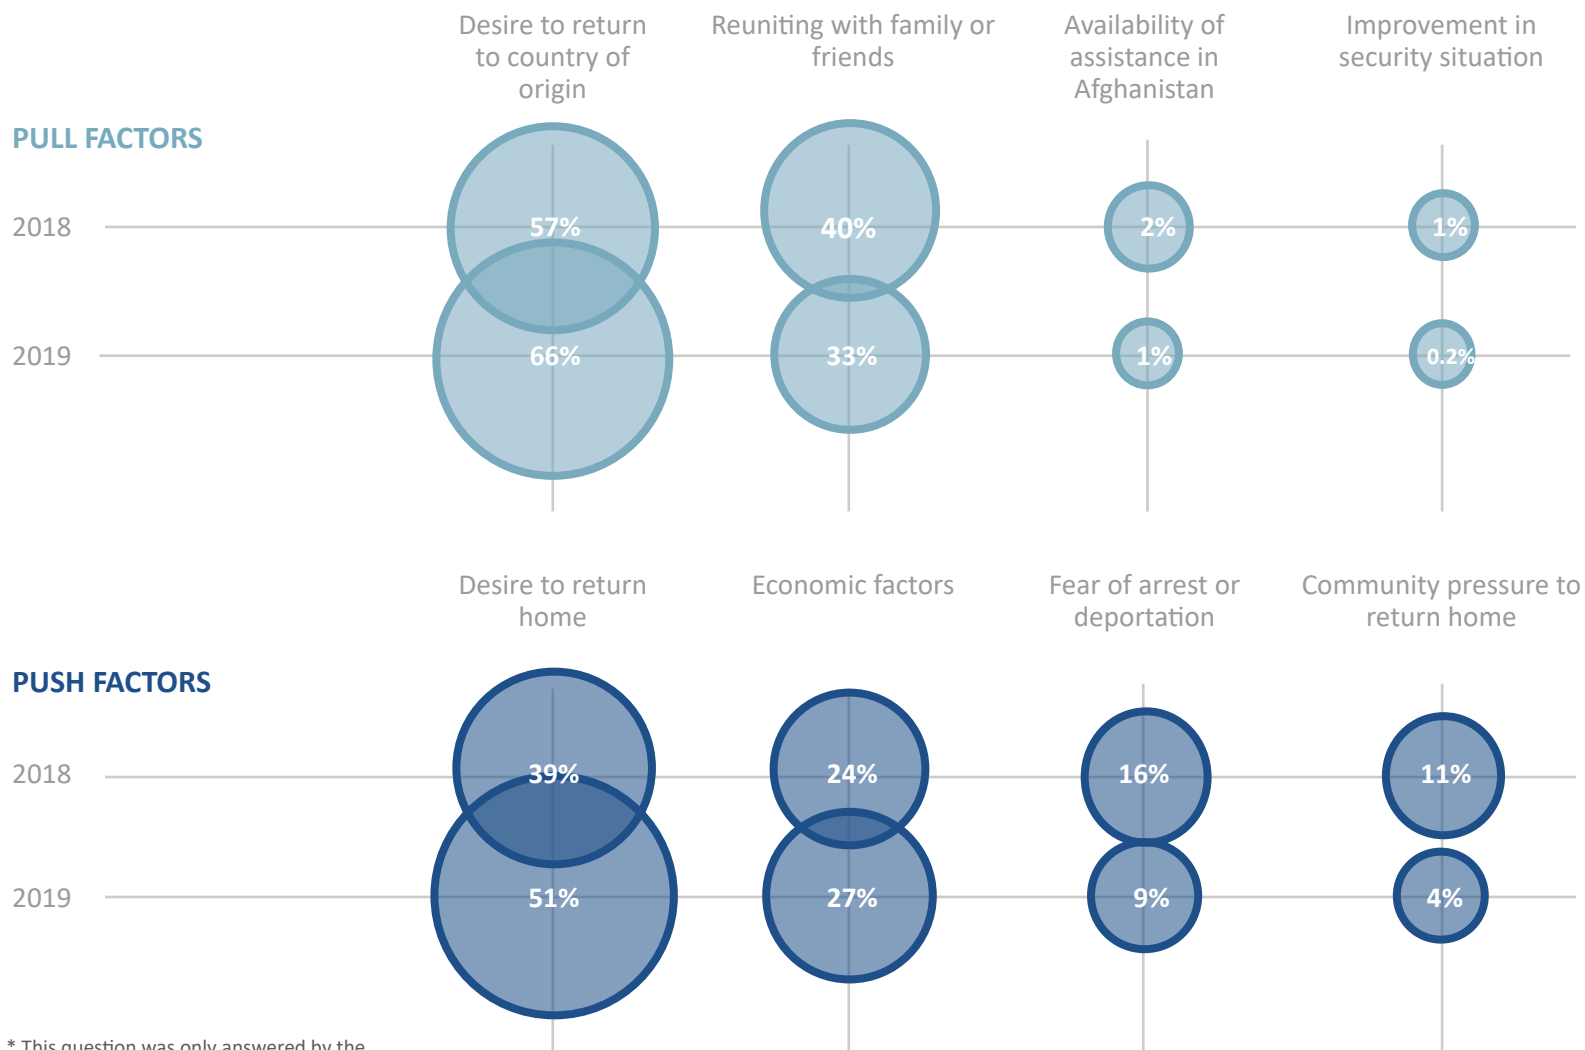 Desire to return
to country of
origin
Reuniting with family or
friends
Availability of
assistance in
Afghanistan
Improvement in
security situation
PULL FACTORS
2018
57%
40%
2%
1%
2019
66%
33%
1%
0.2%
Desire to return
home
Economic factors
Fear of arrest or
deportation
Community pressure to
return home
PUSH FACTORS
2018
39%
24%
16%
11%
2019
51%
27%
9%
4%
* This question was only answered by the